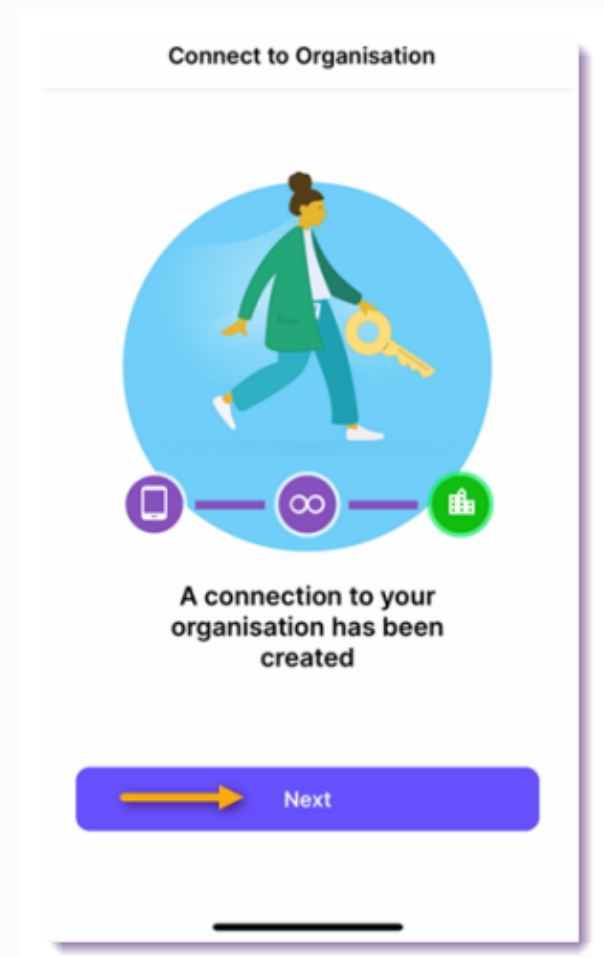 Connect to Organisation
A connection to your
organisation has been
created
Next